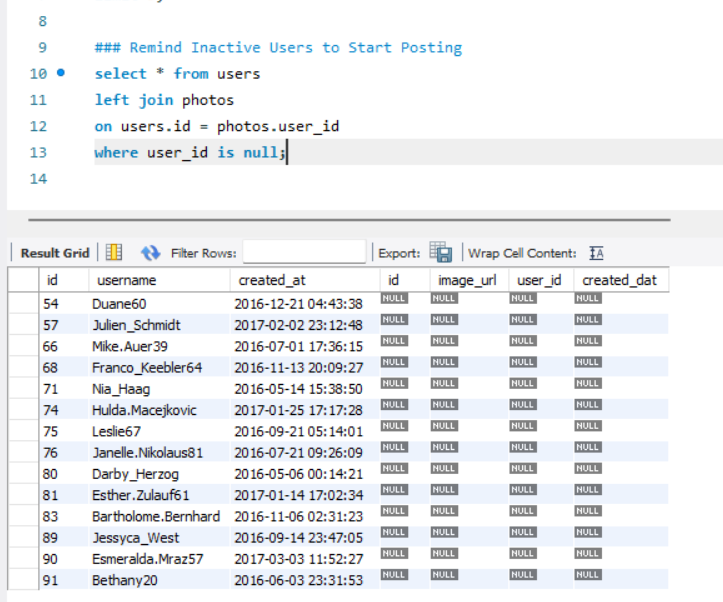 8
9 ### Remind Inactive Users to Start Posting
10 select * from users
11 left join photos
12 on users.id = photos.user_id
13 where user_id is null;
14
Result Grid Filter Rows: Export: Wrap Cell Content: IA
id username created_at id image_url user_id created_dat
54 Duane60 2016-12-21 04:43:38 NULL NULL NULL NULL
57 Julien_Schmidt 2017-02-02 23:12:48 NULL NULL NULL NULL
66 Mike.Auer39 2016-07-01 17:36:15 NULL NULL NULL NULL
68 Franco_Keebler64 2016-11-13 20:09:27 NULL NULL NULL NULL
71 Nia_Haag 2016-05-14 15:38:50 NULL NULL NULL NULL
74 Hulda.Macejkovic 2017-01-25 17:17:28 NULL NULL NULL NULL
75 Leslie67 2016-09-21 05:14:01 NULL NULL NULL NULL
76 Janelle.Nikolaus81 2016-07-21 09:26:09 NULL NULL NULL NULL
80 Darby_Herzog 2016-05-06 00:14:21 NULL NULL NULL NULL
81 Esther.Zulauf61 2017-01-14 17:02:34 NULL NULL NULL NULL
83 Bartholome.Bernhard 2016-11-06 02:31:23 NULL NULL NULL NULL
89 Jessyca_West 2016-09-14 23:47:05 NULL NULL NULL NULL
90 Esmeralda.Mraz57 2017-03-03 11:52:27 NULL NULL NULL NULL
91 Bethany20 2016-06-03 23:31:53 NULL NULL NULL NULL